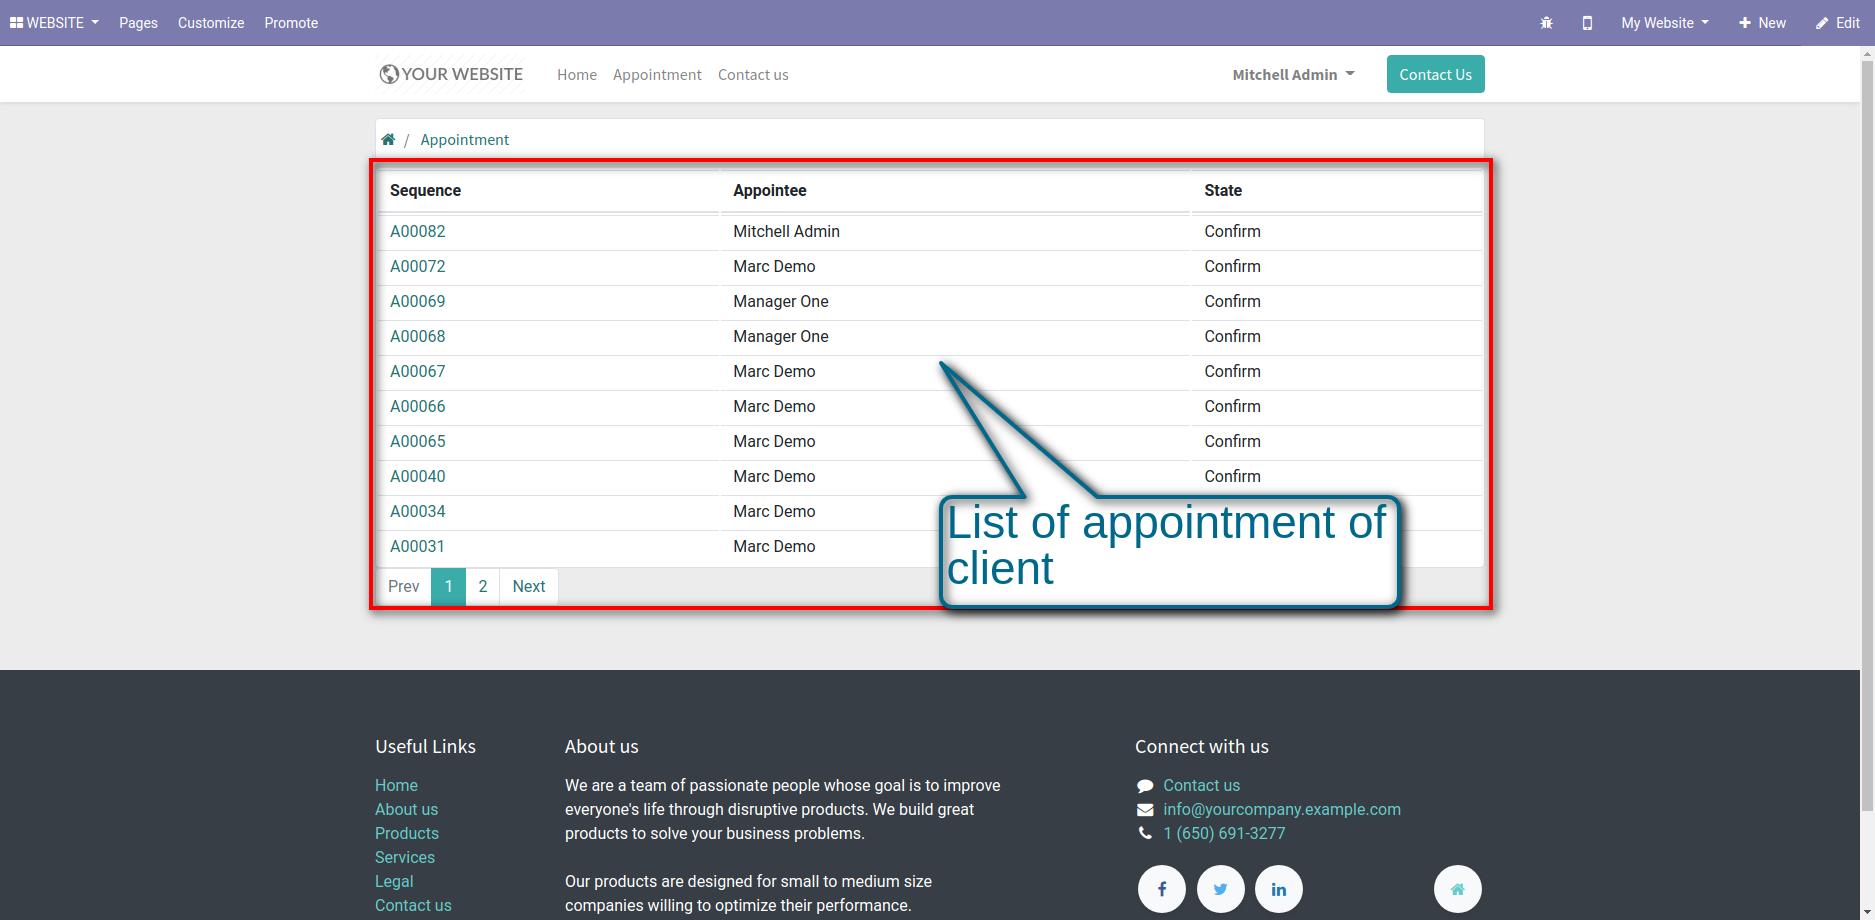 WEBSITE Pages Customize Promote My Website New Edit
YOUR WEBSITE Home Appointment Contact us Mitchell Admin Contact Us
/ Appointment
Sequence Appointee State
A00082 Mitchell Admin Confirm
A00072 Marc Demo Confirm
A00069 Manager One Confirm
A00068 Manager One Confirm
A00067 Marc Demo Confirm
A00066 Marc Demo Confirm
A00065 Marc Demo Confirm
A00040 Marc Demo Confirm
A00034 Marc Demo
A00031 Marc Demo
List of appointment of
client
Prev 1 2 Next
Useful Links
Home
About us
Products
Services
Legal
Contact us
About us
We are a team of passionate people whose goal is to improve
everyone's life through disruptive products. We build great
products to solve your business problems.
Our products are designed for small to medium size
companies willing to optimize their performance.
Connect with us
Contact us
info@yourcompany.example.com
1 (650) 691-3277